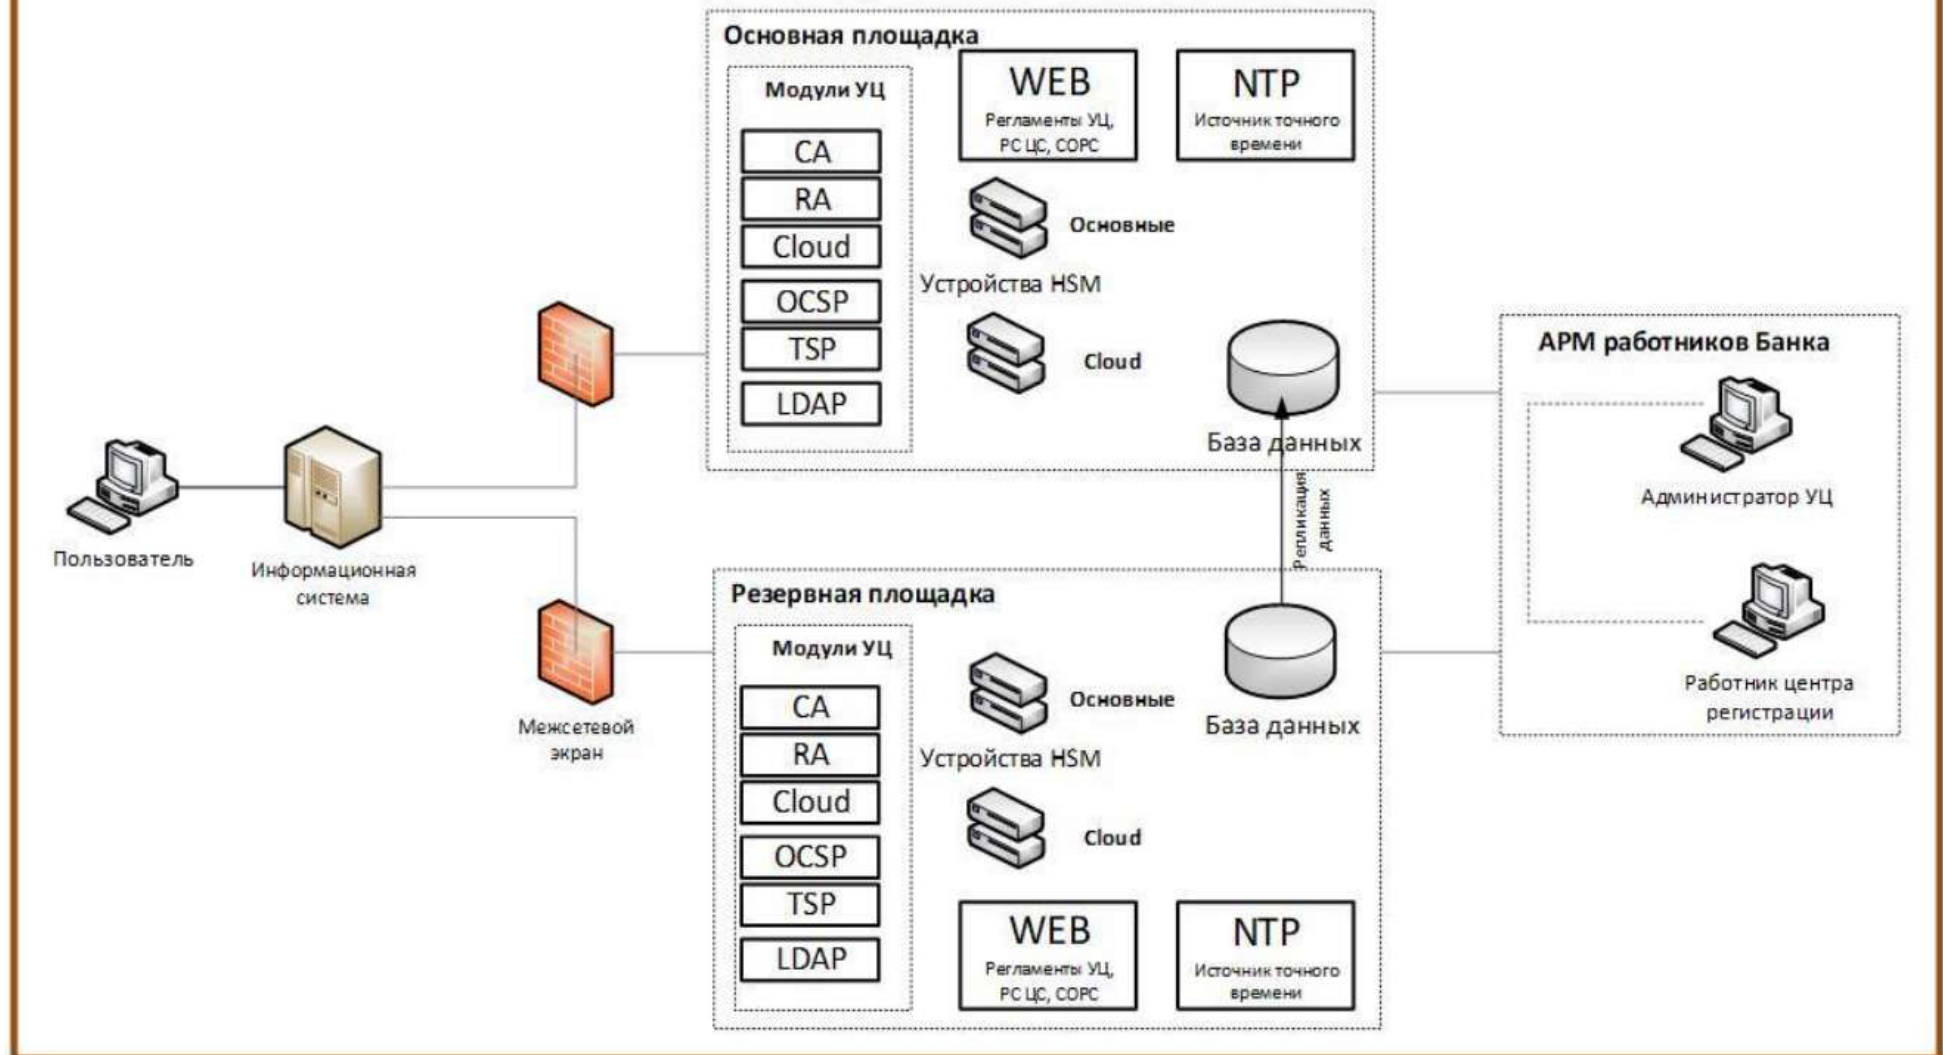 Основная площадка
Модули УЦ
CA
RA
Cloud
OCSP
TSP
LDAP
WEB
Регламенты УЦ,
РС ЦС, СОРС
NTP
Источник точного
времени
Основные
Устройства HSM
Cloud
База данных
Репликация
данных
Пользователь
Информационная
система
Межсетевой
экран
Резервная площадка
Модули УЦ
CA
RA
Cloud
OCSP
TSP
LDAP
Основные
Устройства HSM
Cloud
База данных
WEB
Регламенты УЦ,
РС ЦС, СОРС
NTP
Источник точного
времени
АРМ работников Банка
Администратор УЦ
Работник центра
регистрации